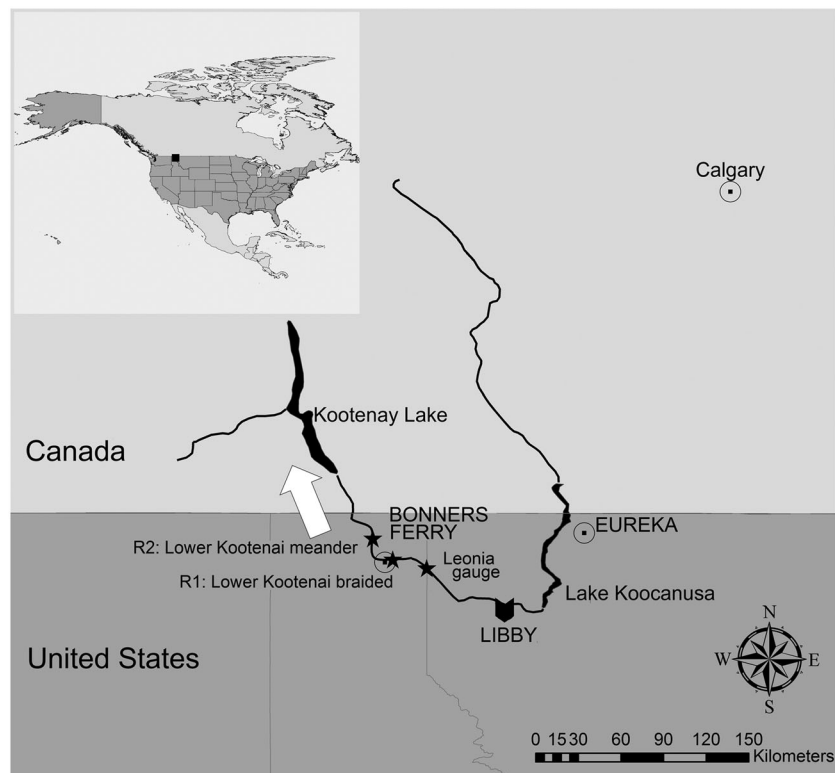 Calgary
Kootenay Lake
Canada
BONNERS
FERRY
EUREKA
R2: Lower Kootenai meander
Leonia
gauge
R1: Lower Kootenai braided
Lake Koocanusa
LIBBY
United States
N
W E
S
0 15 30 60 90 120 150
Kilometers